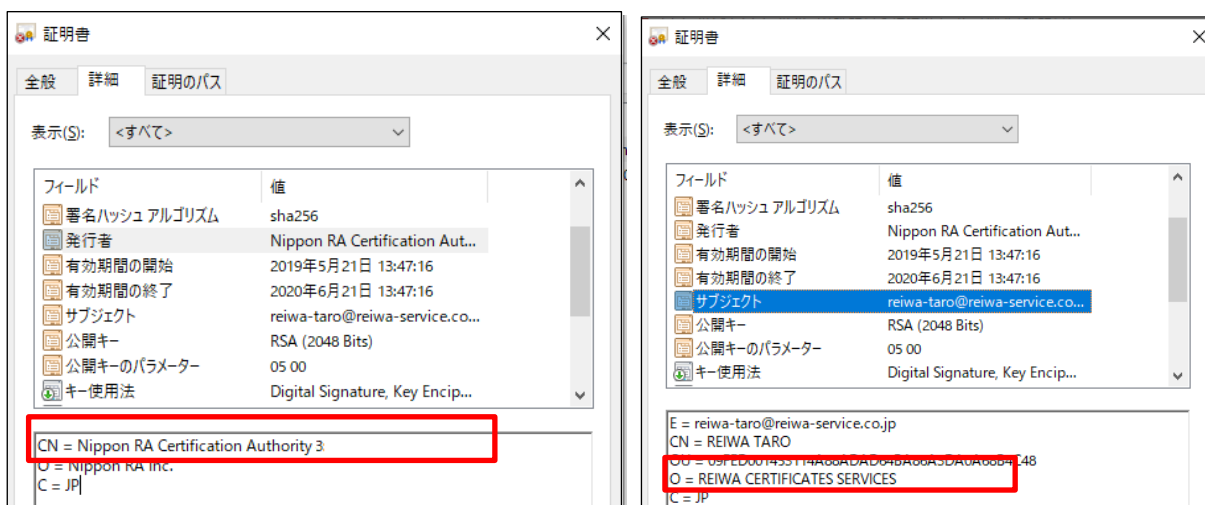 証明書
全般 詳細 証明のパス
表示(S): <すべて>
フィールド 値
署名ハッシュ アルゴリズム sha256
発行者 Nippon RA Certification Aut...
有効期間の開始 2019年5月21日 13:47:16
有効期間の終了 2020年6月21日 13:47:16
サブジェクト reiwa-taro@reiwa-service.co...
公開キー RSA (2048 Bits)
公開キーのパラメーター 05 00
キー使用法 Digital Signature, Key Encip...
CN = Nippon RA Certification Authority 3
O = Nippon RA Inc.
C = JP
証明書
全般 詳細 証明のパス
表示(S): <すべて>
フィールド 値
署名ハッシュ アルゴリズム sha256
発行者 Nippon RA Certification Aut...
有効期間の開始 2019年5月21日 13:47:16
有効期間の終了 2020年6月21日 13:47:16
サブジェクト reiwa-taro@reiwa-service.co...
公開キー RSA (2048 Bits)
公開キーのパラメーター 05 00
キー使用法 Digital Signature, Key Encip...
E = reiwa-taro@reiwa-service.co.jp
CN = REIWA TARO
OU =
O = REIWA CERTIFICATES SERVICES
C = JP